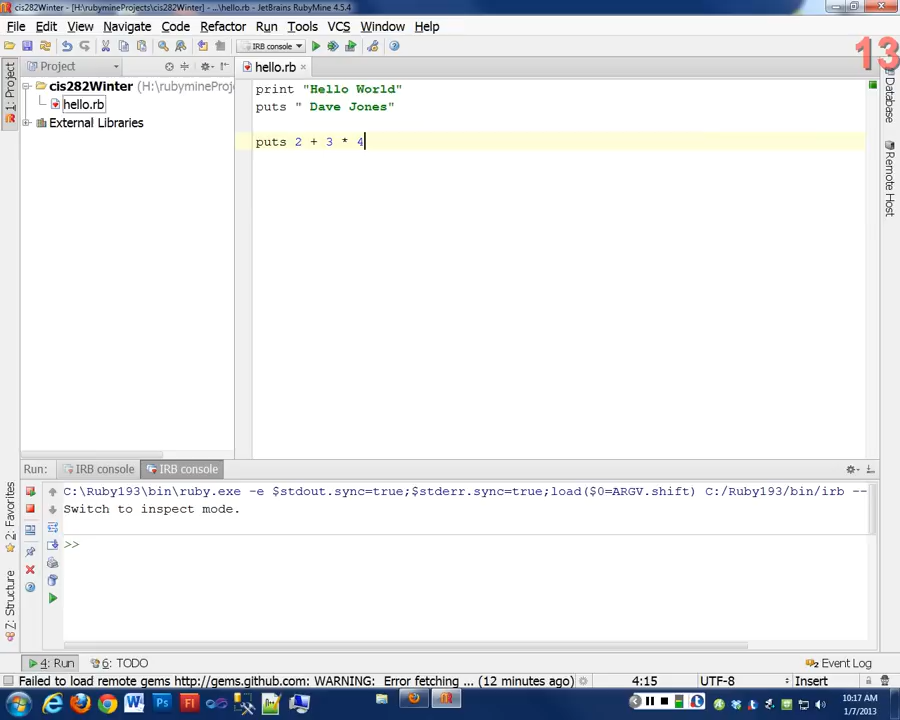 cis282Winter - [H:\rubymineProjects\cis282Winter] - ...\hello.rb - JetBrains RubyMine 4.5.4
File Edit View Navigate Code Refactor Run Tools VCS Window Help
13
IRB console
Project
hello.rb
1: Project
cis282Winter (H:\rubymineProj
hello.rb
External Libraries
print "Hello World"
puts " Dave Jones"
puts 2 + 3 * 4
Database
Remote Host
2: Favorites
Z: Structure
Run: IRB console IRB console
C:\Ruby193\bin\ruby.exe -e $stdout.sync=true;$stderr.sync=true;load($0=ARGV.shift) C:/Ruby193/bin/irb --
Switch to inspect mode.
>>
4: Run 6: TODO Event Log
Failed to load remote gems http://gems.github.com: WARNING: Error fetching ... (12 minutes ago) 4:15 UTF-8 Insert
10:17 AM
1/7/2013